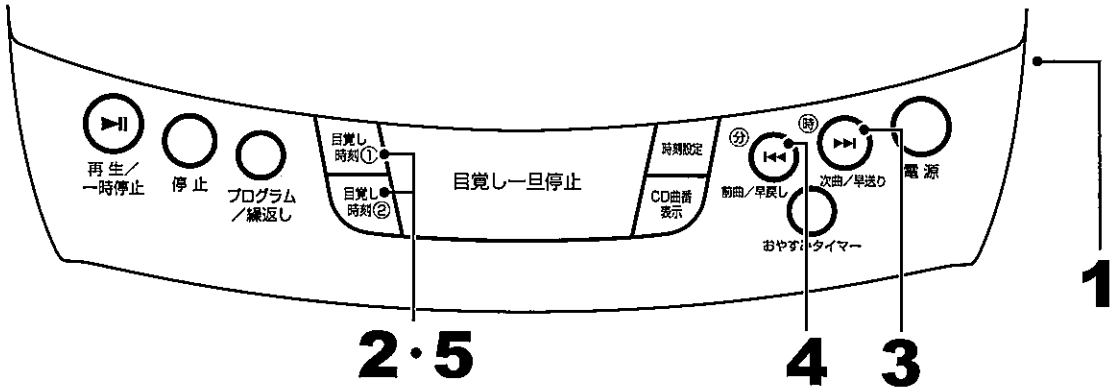 再生/
一時停止
停止
プログラム
/繰返し
目覚し
時刻①
目覚し
時刻②
目覚し一旦停止
時刻設定
CD曲番
表示
分
前曲/早戻し
時
次曲/早送り
おやすみタイマー
電源
1
2・5
4
3